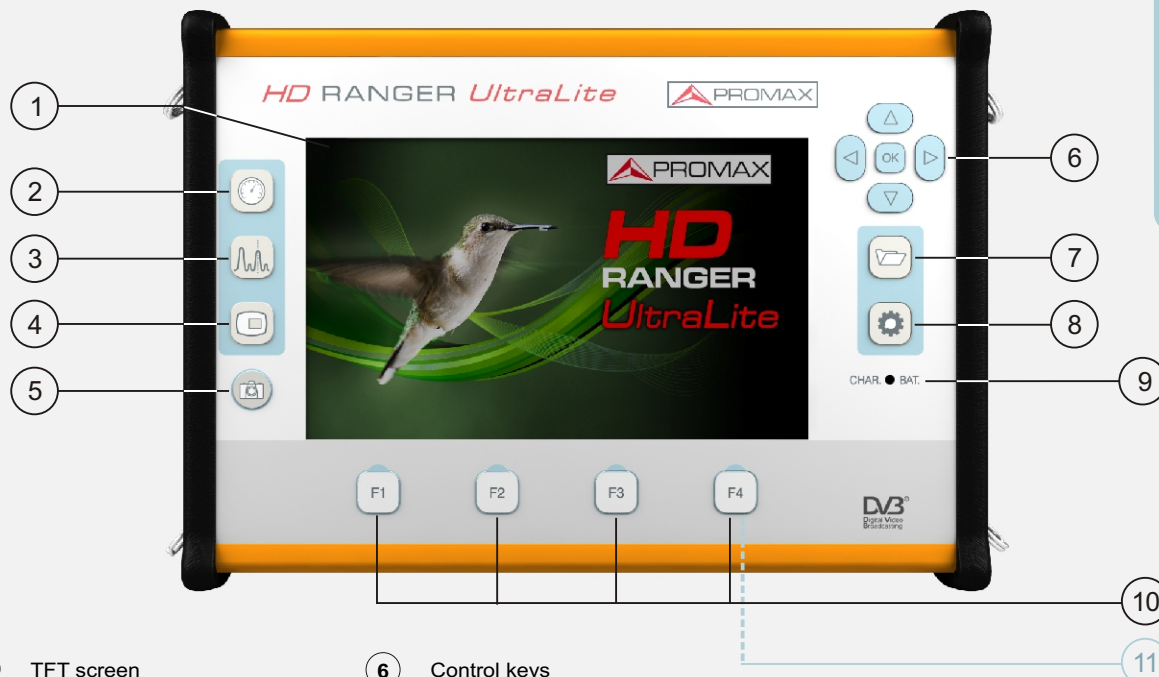 HD RANGER UltraLite
PROMAX
1
2
3
4
5
PROMAX
HD
RANGER
UltraLite
OK
6
7
8
CHAR. BAT.
9
F1
F2
F3
F4
DVB®
Digital Video
Broadcasting
10
11
TFT screen
6 Control keys